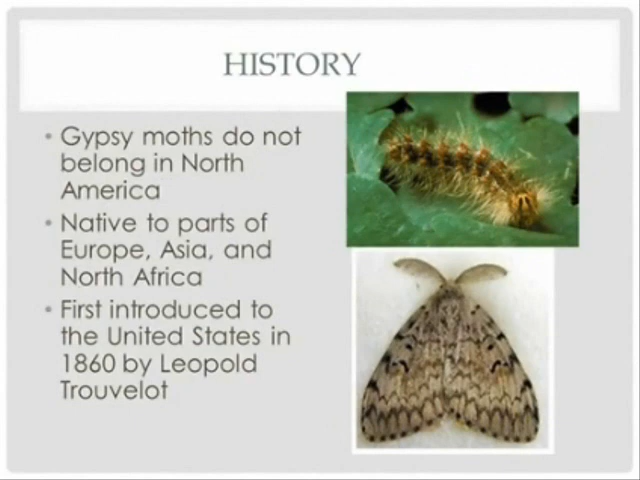 HISTORY
• Gypsy moths do not
belong in North
America
• Native to parts of
Europe, Asia, and
North Africa
• First introduced to
the United States in
1860 by Leopold
Trouvelot